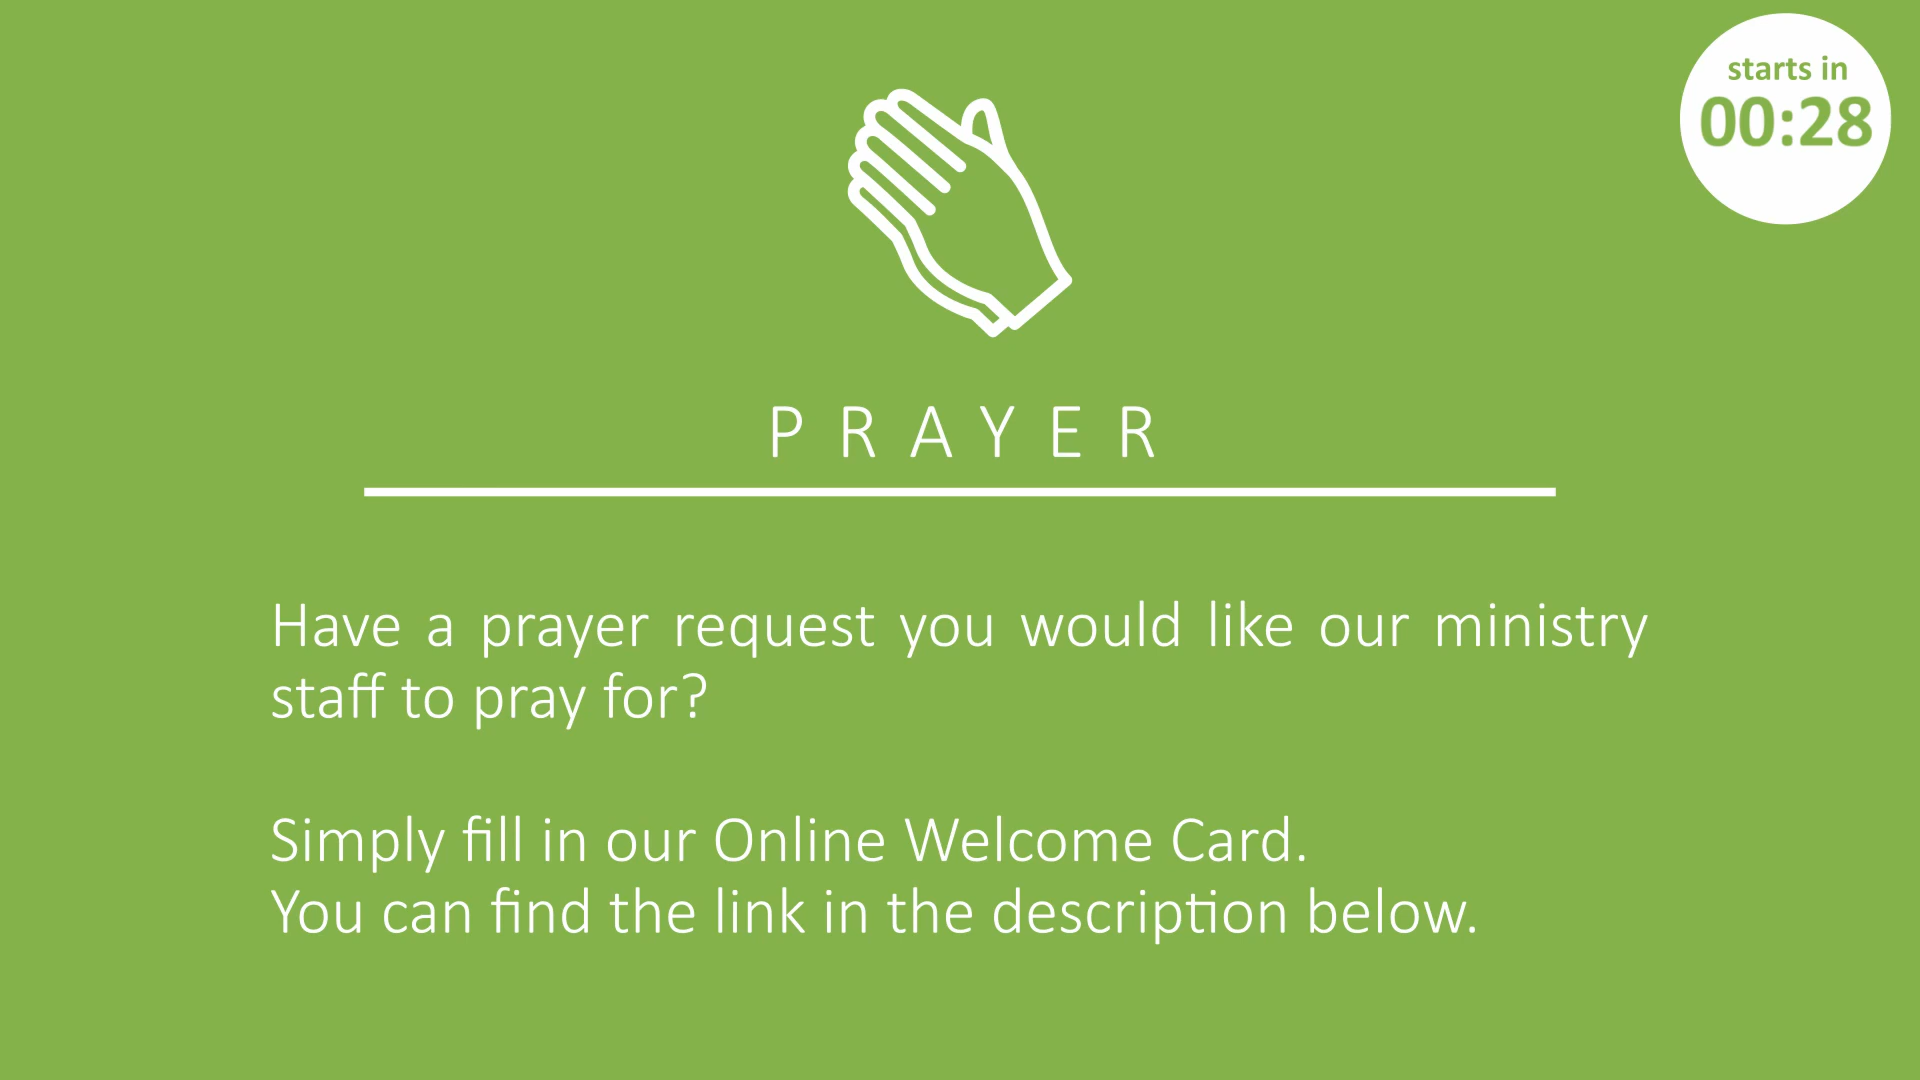 starts in
00:28
PRAYER
Have a prayer request you would like our ministry
staff to pray for?
Simply fill in our Online Welcome Card.
You can find the link in the description below.